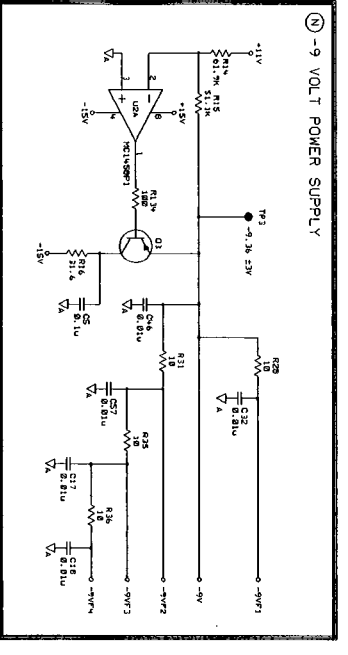 N -9 VOLT POWER SUPPLY
+11V
R14
61.9K
R15
51.1K
TP3
-9.36 ±3V
R28
10
C32
0.01u
A
-9VF1
-9V
2
3
A
U2A
+15V
8
4
-15V
1
MC1458P1
R134
100
Q1
R16
31.6
-15V
C5
0.1u
A
C46
0.01u
A
R31
10
-9VF2
C57
0.01u
A
R35
10
-9VF3
C17
0.01u
A
R36
10
C18
0.01u
A
-9VF4